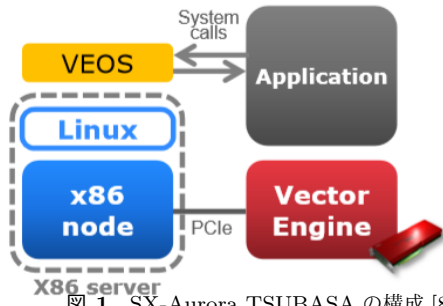 System
calls
VEOS
Application
Linux
x86
node
PCIe
Vector
Engine
X86 server
図 1 SX-Aurora TSUBASA の構成 [